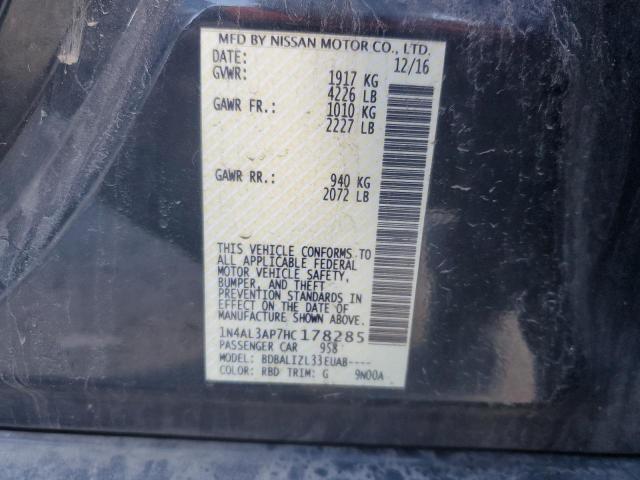 MFD BY NISSAN MOTOR CO., LTD.
DATE: 12/16
GVWR: 1917 KG
4226 LB
GAWR FR.: 1010 KG
2227 LB
GAWR RR.: 940 KG
2072 LB
THIS VEHICLE CONFORMS TO
ALL APPLICABLE FEDERAL
MOTOR VEHICLE SAFETY,
BUMPER, AND THEFT
PREVENTION STANDARDS IN
EFFECT ON THE DATE OF
MANUFACTURE SHOWN ABOVE.
1N4AL3AP7HC178285
PASSENGER CAR 958
MODEL: BDBALIZL33EUAB----
COLOR: RBD TRIM: G 9N00A